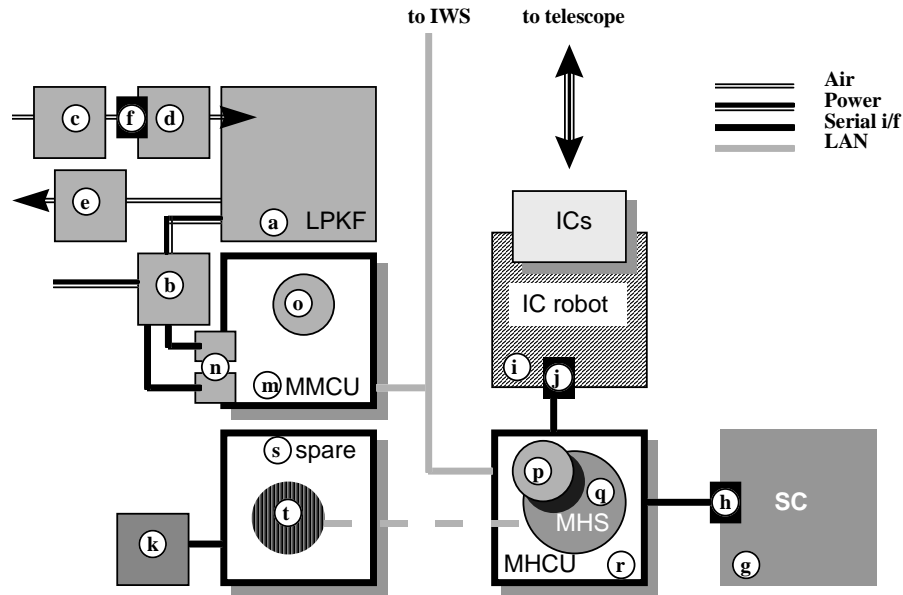 to IWS
to telescope
Air
Power
Serial i/f
LAN
c
f
d
e
a
LPKF
ICs
b
o
IC robot
n
i
j
m MMCU
s spare
p
q
h
SC
t
MHS
k
MHCU
r
g